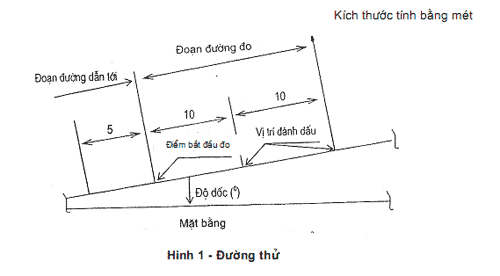 Kích thước tính bằng mét
Đoạn đường đo
Đoạn đường dẫn tới
10
10
5
Điểm bắt đầu đo
Vị trí đành dấu
Độ dốc (º)
Mặt bằng
Hình 1 - Đường thử